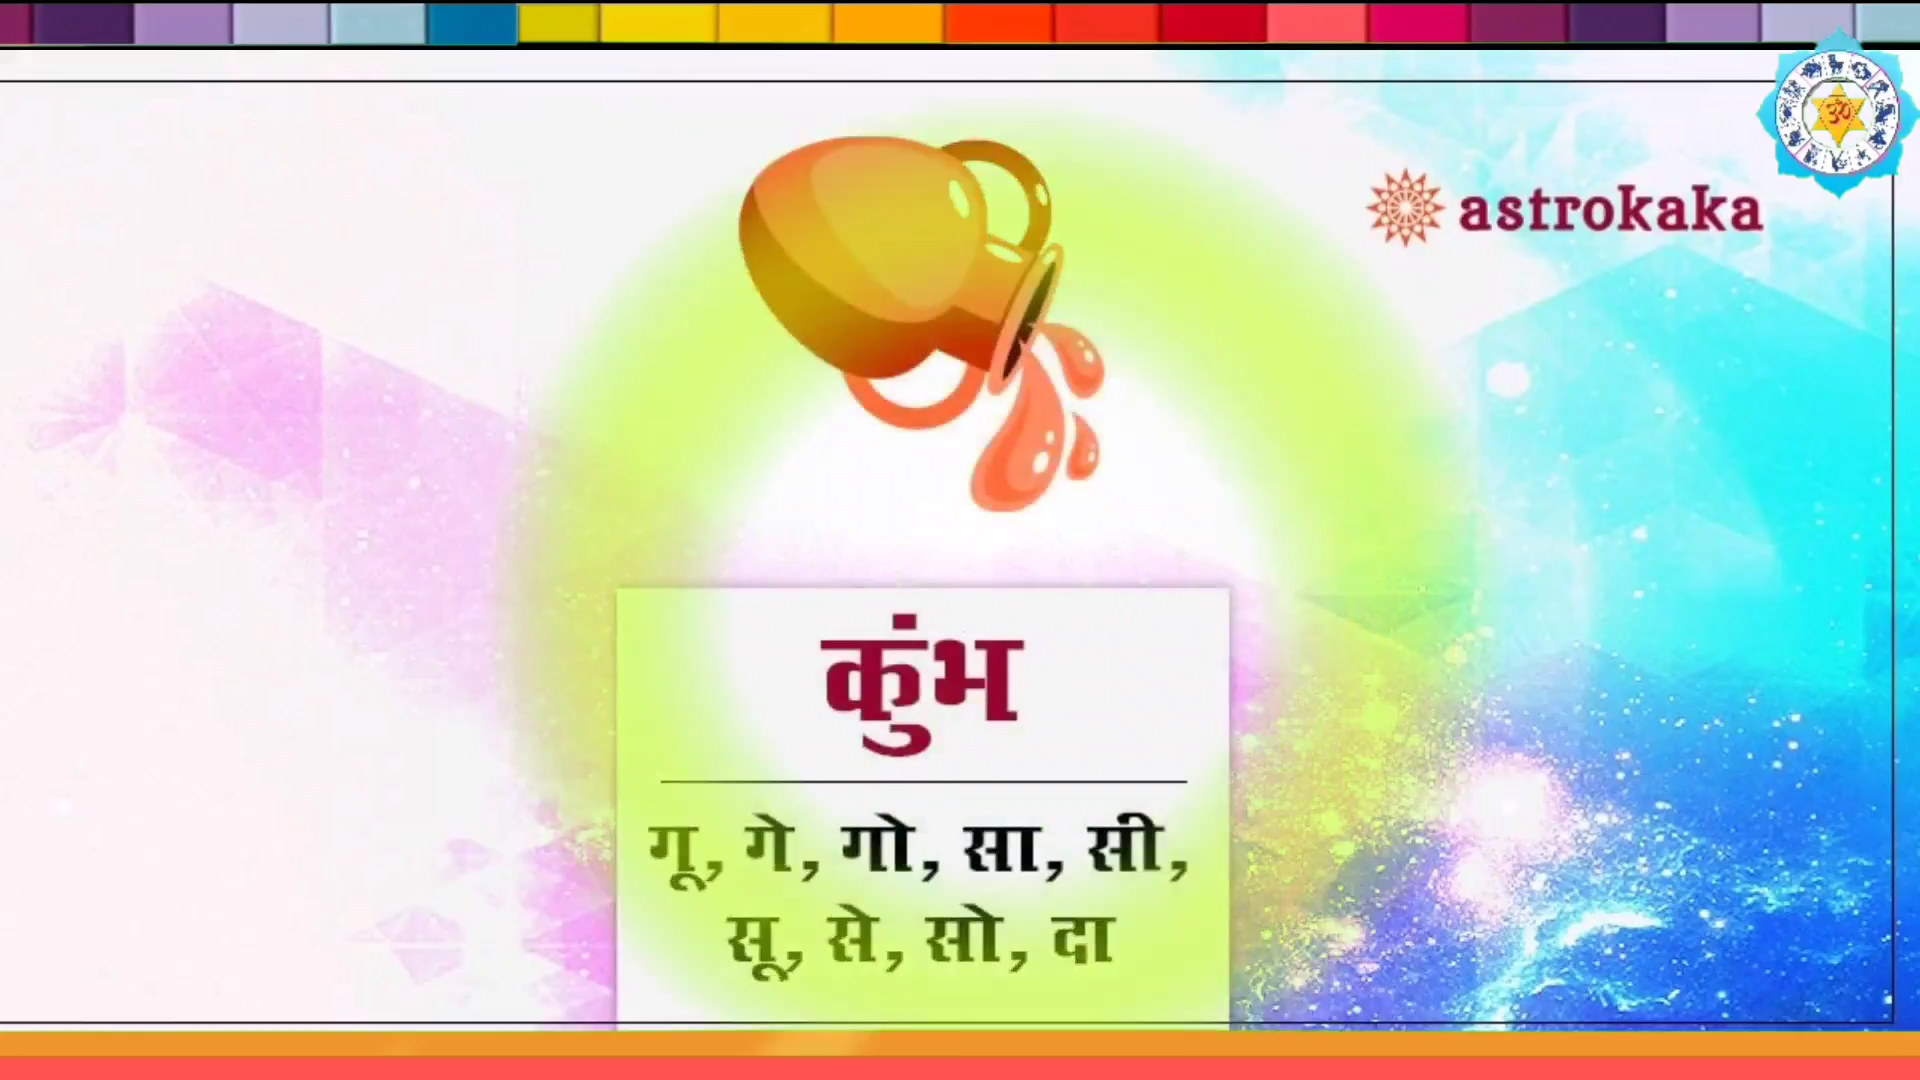 ॐ
astrokaka
कुंभ
गू, गे, गो, सा, सी,
सू, से, सो, दा